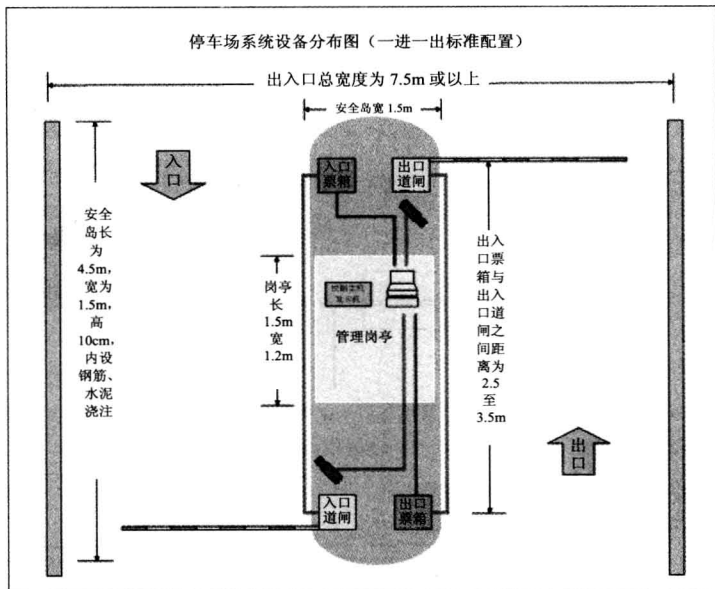 停车场系统设备分布图（一进一出标准配置）
出入口总宽度为 7.5m 或以上
安全岛宽 1.5m
入
口
入口
票箱
出口
道闸
安全
岛长
为
4.5m，
宽为
1.5m，
高
10cm，
内设
钢筋、
水泥
浇注
岗亭
长
1.5m
宽
1.2m
管理岗亭
出入
口票
箱与
出入
口道
闸之
间距
离为
2.5
至
3.5m
出
口
入口
道闸
出口
票箱